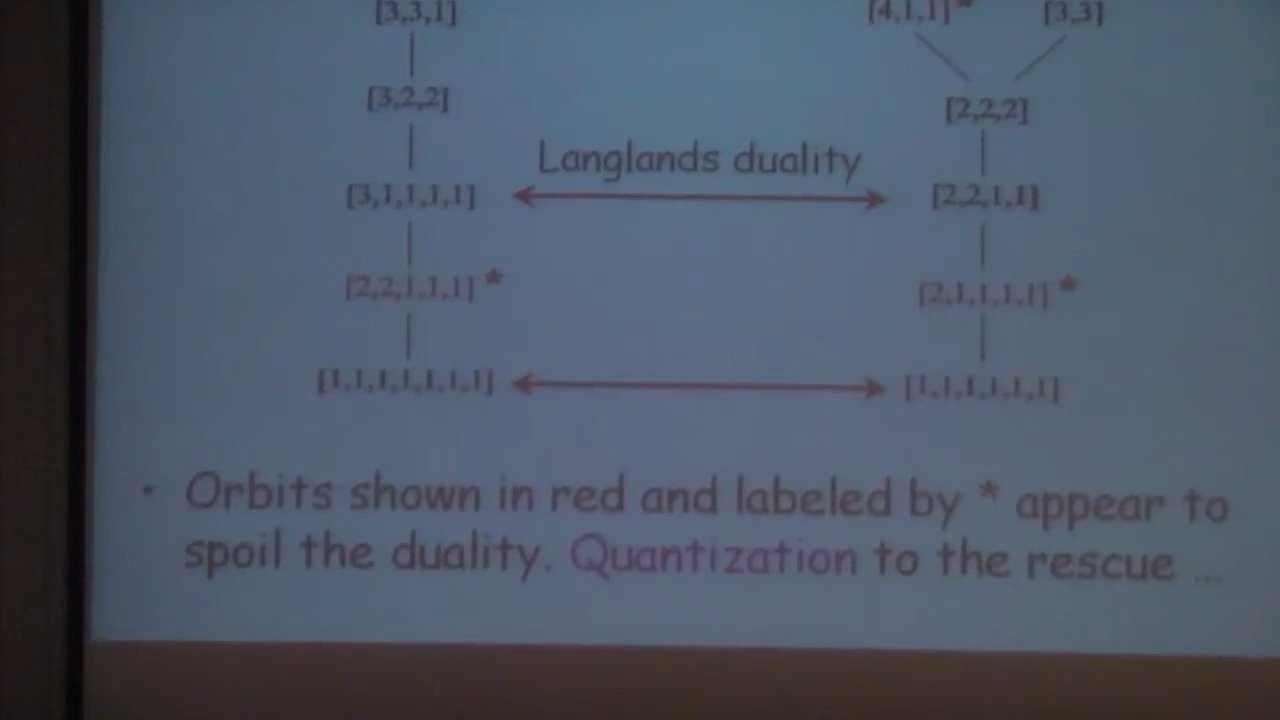 [3,3,1] [4,1,1]* [3,3]
[3,2,2] [2,2,2]
Langlands duality
[3,1,1,1,1] [2,2,1,1]
[2,2,1,1,1] * [2,1,1,1,1] *
[1,1,1,1,1,1,1] [1,1,1,1,1,1]
• Orbits shown in red and labeled by * appear to
spoil the duality. Quantization to the rescue ...